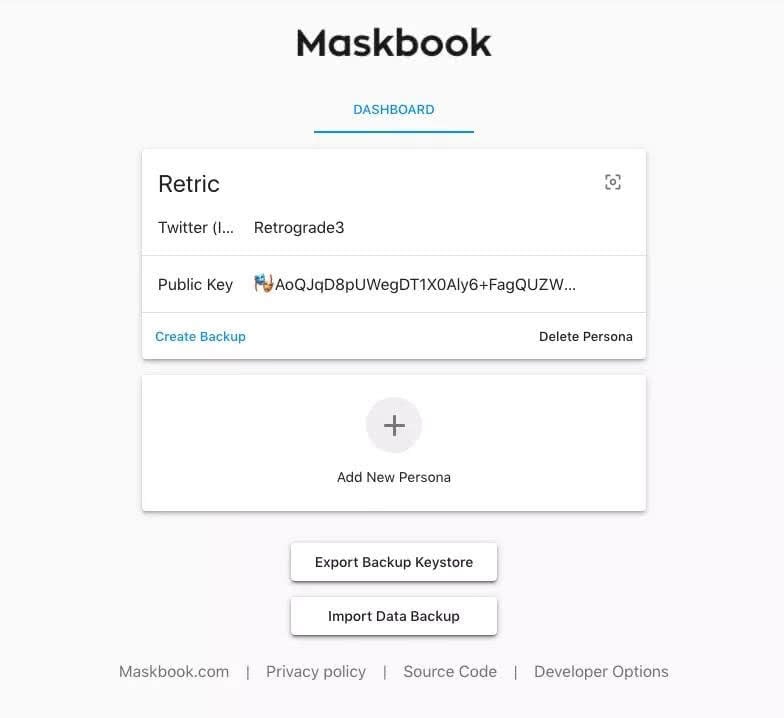 Maskbook
DASHBOARD
Retric
Twitter (I... Retrograde3
Public Key 🎭AoQJqD8pUWegDT1X0Aly6+FagQUZW...
Create Backup Delete Persona
Add New Persona
Export Backup Keystore
Import Data Backup
Maskbook.com | Privacy policy | Source Code | Developer Options